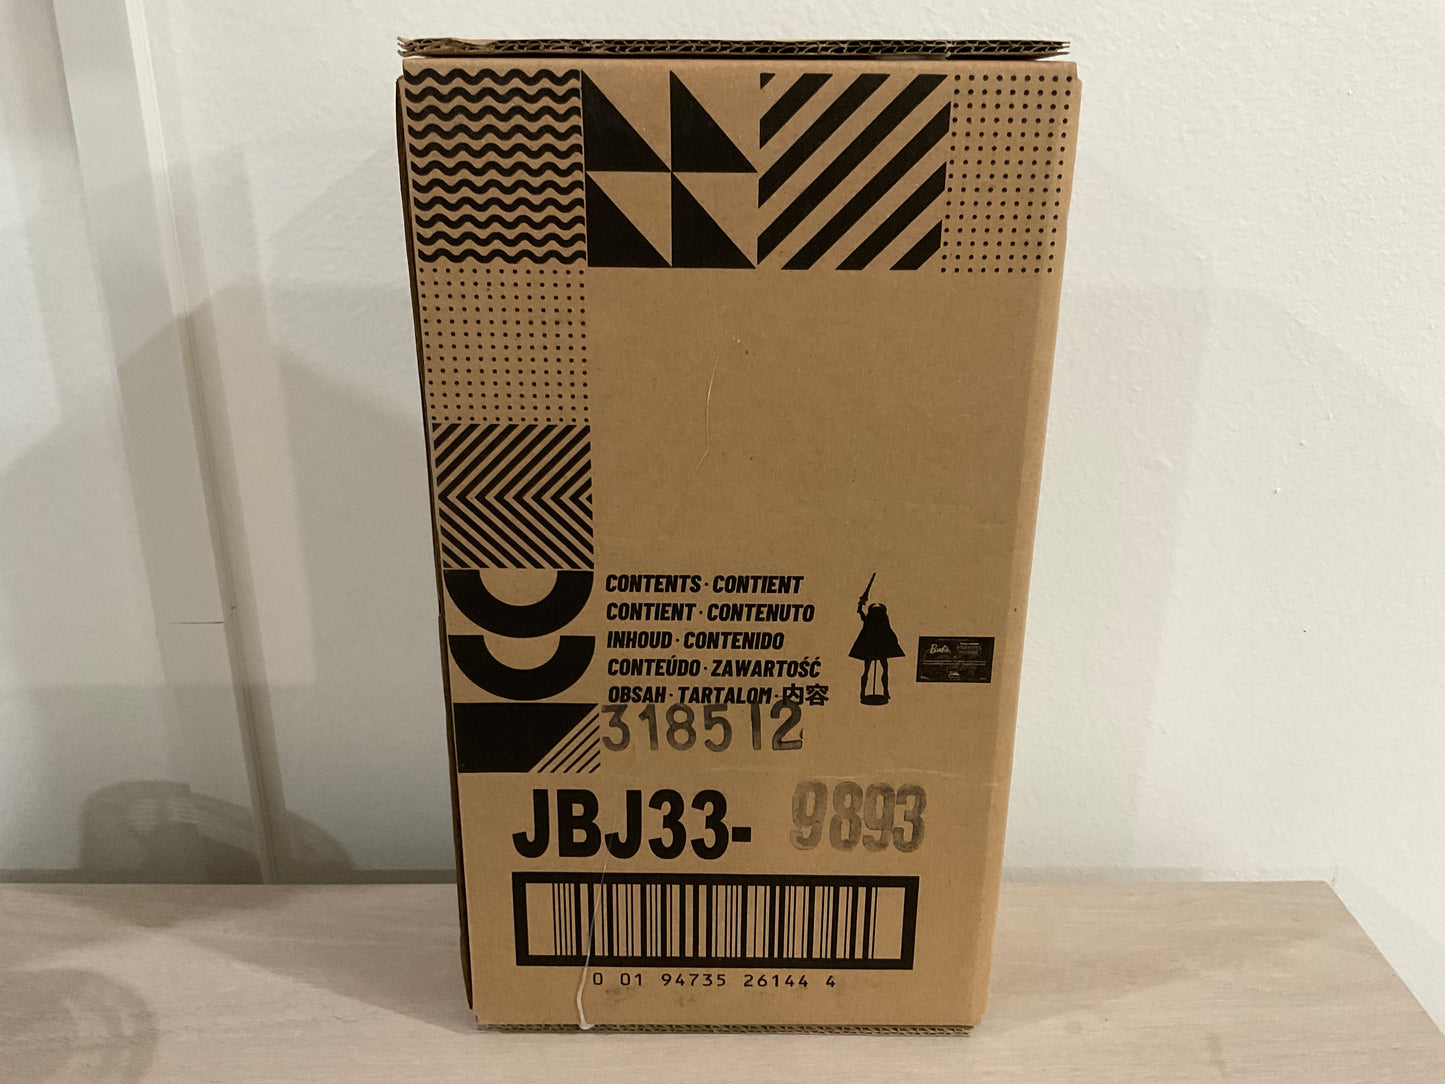 CONTENTS · CONTIENT
CONTIENT · CONTENUTO
INHOUD · CONTENIDO
CONTEÚDO · ZAWARTOŚĆ
OBSAH · TARTALOM · 内容
Barbie
318512
JBJ33- 9893
0 01 94735 26144 4